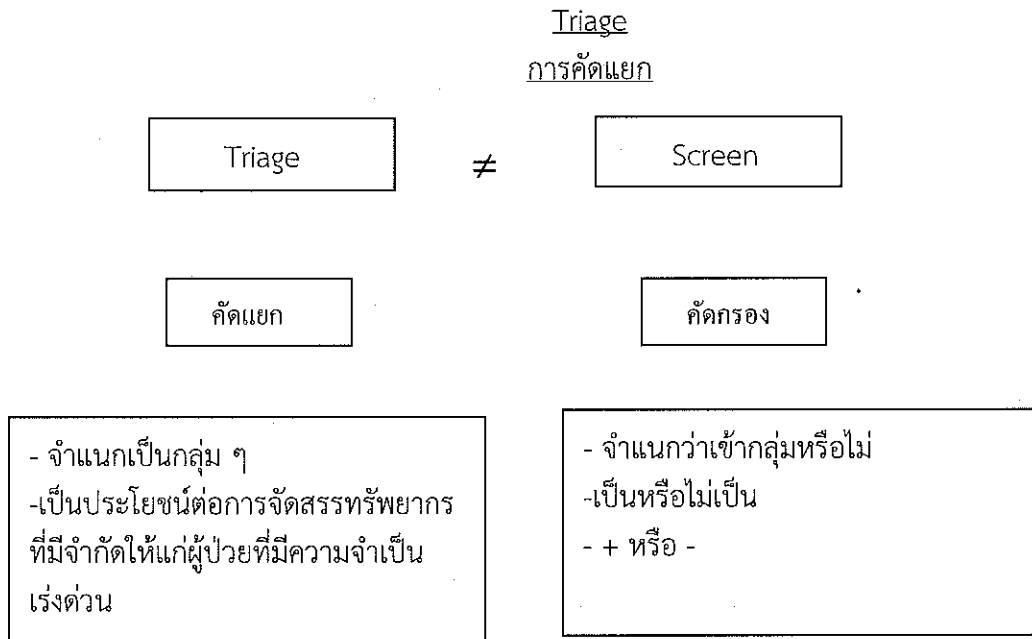 Triage
การคัดแยก
Triage
≠
Screen
คัดแยก
คัดกรอง
- จำแนกเป็นกลุ่ม ๆ
-เป็นประโยชน์ต่อการจัดสรรทรัพยากร
ที่มีจำกัดให้แก่ผู้ป่วยที่มีความจำเป็น
เร่งด่วน
- จำแนกว่าเข้ากลุ่มหรือไม่
-เป็นหรือไม่เป็น
- + หรือ -